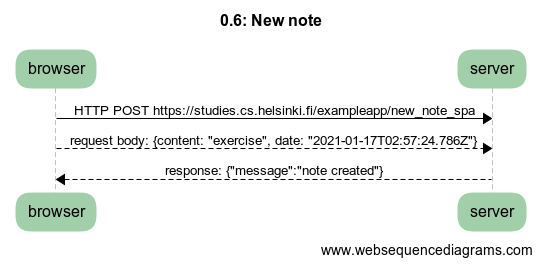 0.6: New note
browser server
HTTP POST https://studies.cs.helsinki.fi/exampleapp/new_note_spa
request body: {content: "exercise", date: "2021-01-17T02:57:24.786Z"}
response: {"message":"note created"}
browser server
www.websequencediagrams.com